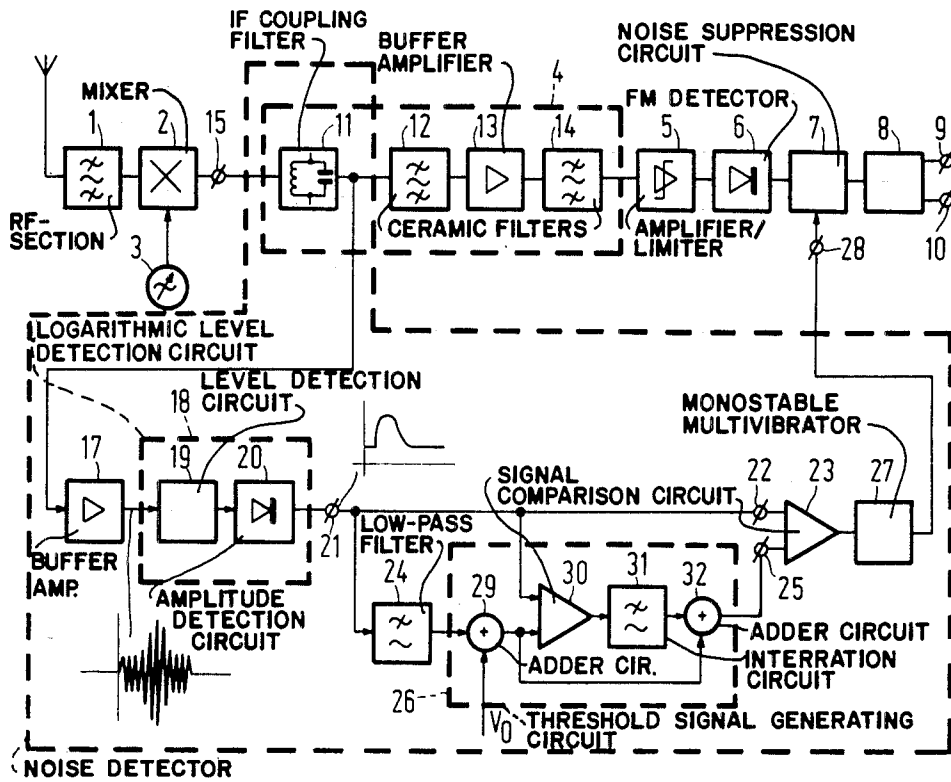 IF COUPLING
FILTER
BUFFER
AMPLIFIER
NOISE SUPPRESSION
CIRCUIT
MIXER
4
FM DETECTOR
1
2
15
11
12
13
14
5
6
7
8
9
RF-
SECTION
CERAMIC FILTERS
AMPLIFIER/
LIMITER
28
10
3
LOGARITHMIC LEVEL
DETECTION CIRCUIT
LEVEL DETECTION
CIRCUIT
18
MONOSTABLE
MULTIVIBRATOR
17
19
20
21
SIGNAL
COMPARISON CIRCUIT
22
23
27
LOW-PASS
FILTER
BUFFER
AMP.
25
24
29
30
31
32
AMPLITUDE
DETECTION
CIRCUIT
+
+
ADDER CIRCUIT
ADDER CIR.
INTERRATION
CIRCUIT
26
V0
THRESHOLD SIGNAL GENERATING
CIRCUIT
NOISE DETECTOR